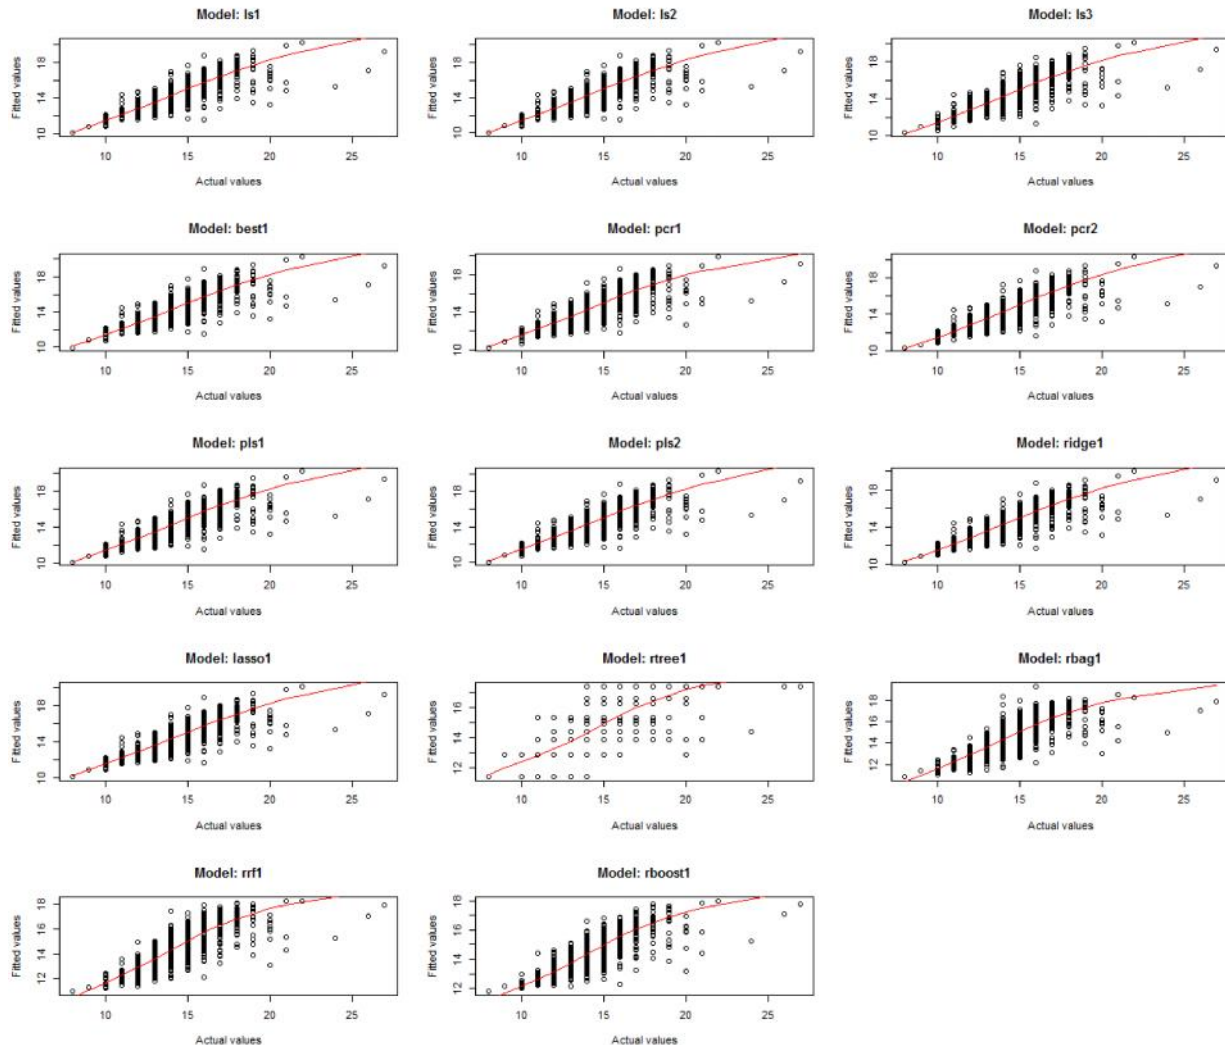 Model: ls1
Fitted values
18
14
10
10 15 20 25
Actual values
Model: ls2
Fitted values
18
14
10
10 15 20 25
Actual values
Model: ls3
Fitted values
18
14
10
10 15 20 25
Actual values
Model: best1
Fitted values
18
14
10
10 15 20 25
Actual values
Model: pcr1
Fitted values
18
14
10
10 15 20 25
Actual values
Model: pcr2
Fitted values
18
14
10
10 15 20 25
Actual values
Model: pls1
Fitted values
18
14
10
10 15 20 25
Actual values
Model: pls2
Fitted values
18
14
10
10 15 20 25
Actual values
Model: ridge1
Fitted values
18
14
10
10 15 20 25
Actual values
Model: lasso1
Fitted values
18
14
10
10 15 20 25
Actual values
Model: rtree1
Fitted values
16
14
12
10 15 20 25
Actual values
Model: rbag1
Fitted values
18
16
14
12
10 15 20 25
Actual values
Model: rrf1
Fitted values
18
16
14
12
10 15 20 25
Actual values
Model: rboost1
Fitted values
18
16
14
12
10 15 20 25
Actual values